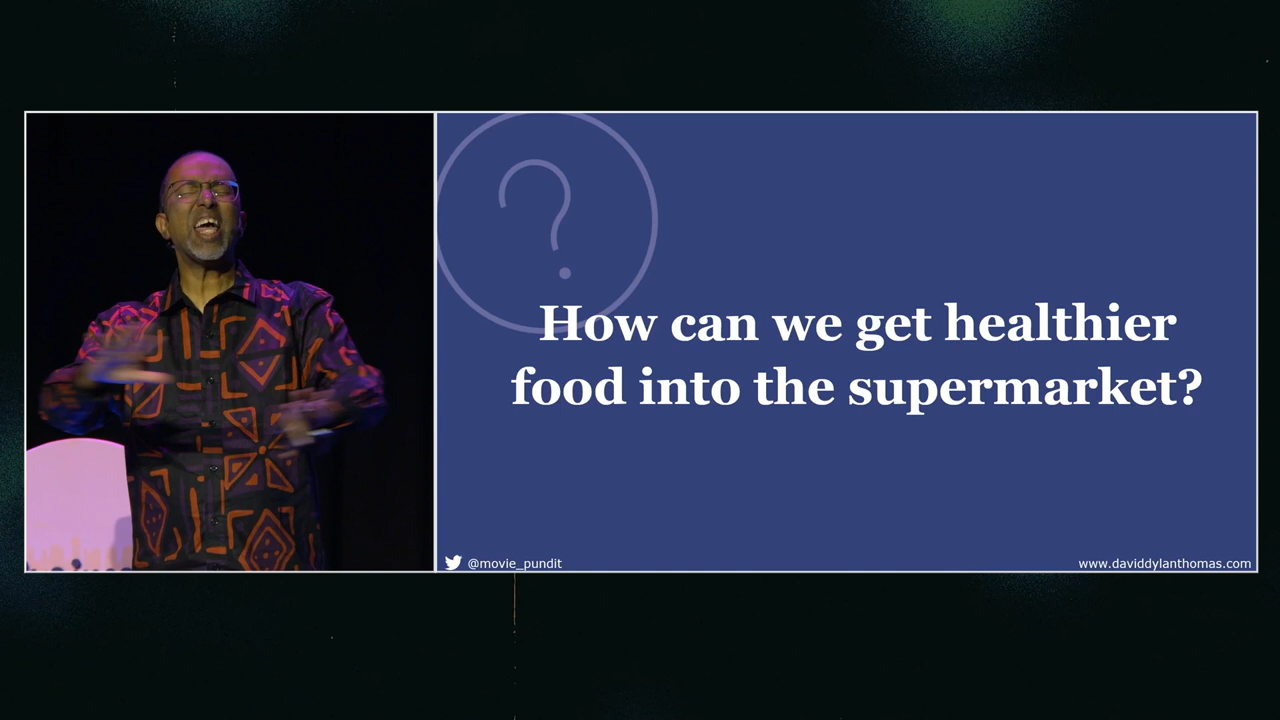 How can we get healthier
food into the supermarket?
@movie_pundit
www.daviddylanthomas.com